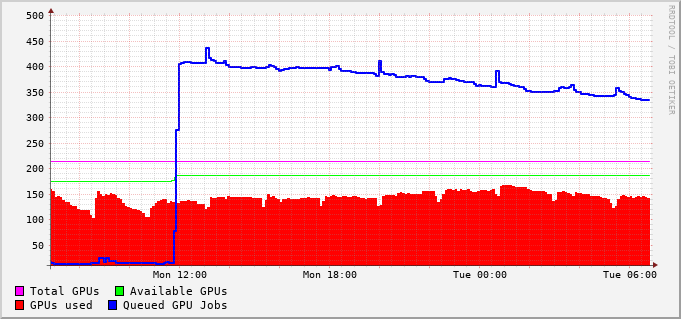 500
450
400
350
300
250
200
150
100
50
RRDTOOL / TOBI OETIKER
Mon 12:00 Mon 18:00 Tue 00:00 Tue 06:00
Total GPUs Available GPUs
GPUs used Queued GPU Jobs